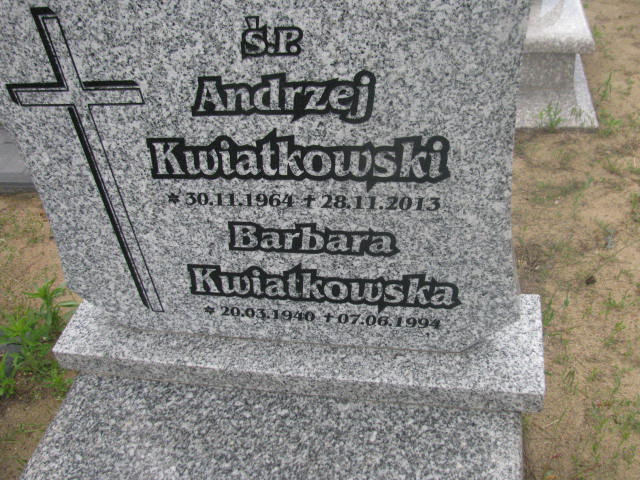 Ś.P.
Andrzej
Kwiatkowski
* 30.11.1964 + 28.11.2013
Barbara
Kwiatkowska
* 20.03.1940 + 07.06.1994